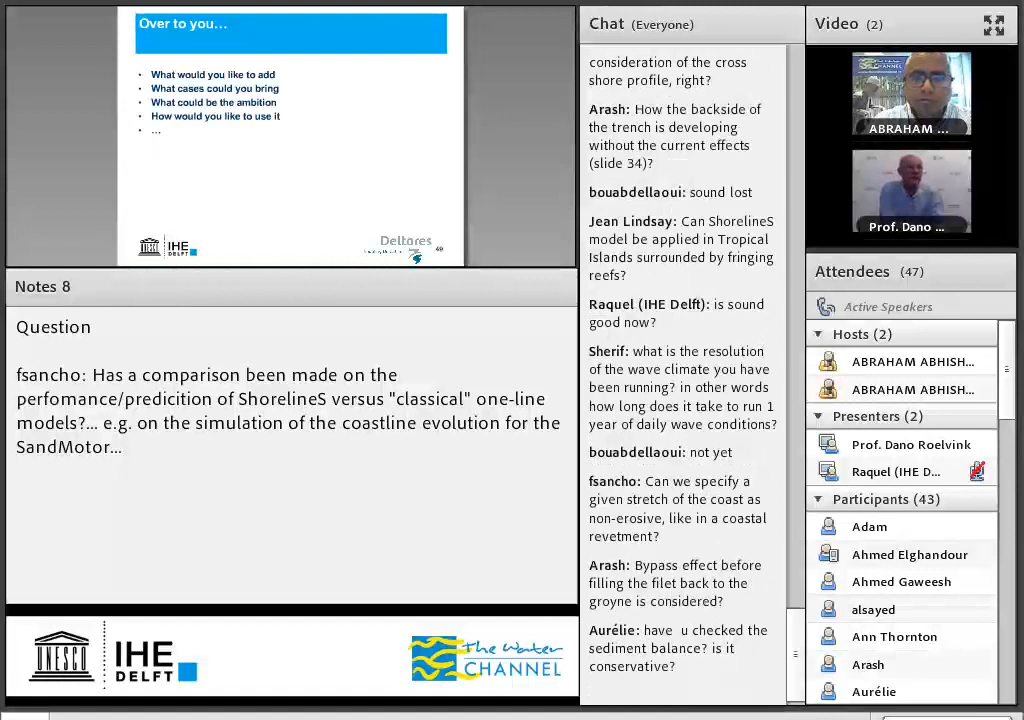 Over to you...
• What would you like to add
• What cases could you bring
• What could be the ambition
• How would you like to use it
• ...
UNESCO
IHE
DELFT
Deltares
49
Notes 8
Question
fsancho: Has a comparison been made on the
perfomance/predicition of ShorelineS versus "classical" one-line
models?... e.g. on the simulation of the coastline evolution for the
SandMotor...
UNESCO
IHE
DELFT
the Water
CHANNEL
Chat (Everyone)
consideration of the cross
shore profile, right?
Arash: How the backside of
the trench is developing
without the current effects
(slide 34)?
bouabdellaoui: sound lost
Jean Lindsay: Can ShorelineS
model be applied in Tropical
Islands surrounded by fringing
reefs?
Raquel (IHE Delft): is sound
good now?
Sherif: what is the resolution
of the wave climate you have
been running? in other words
how long does it take to run 1
year of daily wave conditions?
bouabdellaoui: not yet
fsancho: Can we specify a
given stretch of the coast as
non-erosive, like in a coastal
revetment?
Arash: Bypass effect before
filling the filet back to the
groyne is considered?
Aurélie: have u checked the
sediment balance? is it
conservative?
Video (2)
CHANNEL
ABRAHAM ...
Prof. Dano ...
Attendees (47)
Active Speakers
Hosts (2)
ABRAHAM ABHISH...
ABRAHAM ABHISH...
Presenters (2)
Prof. Dano Roelvink
Raquel (IHE D...
Participants (43)
Adam
Ahmed Elghandour
Ahmed Gaweesh
alsayed
Ann Thornton
Arash
Aurélie